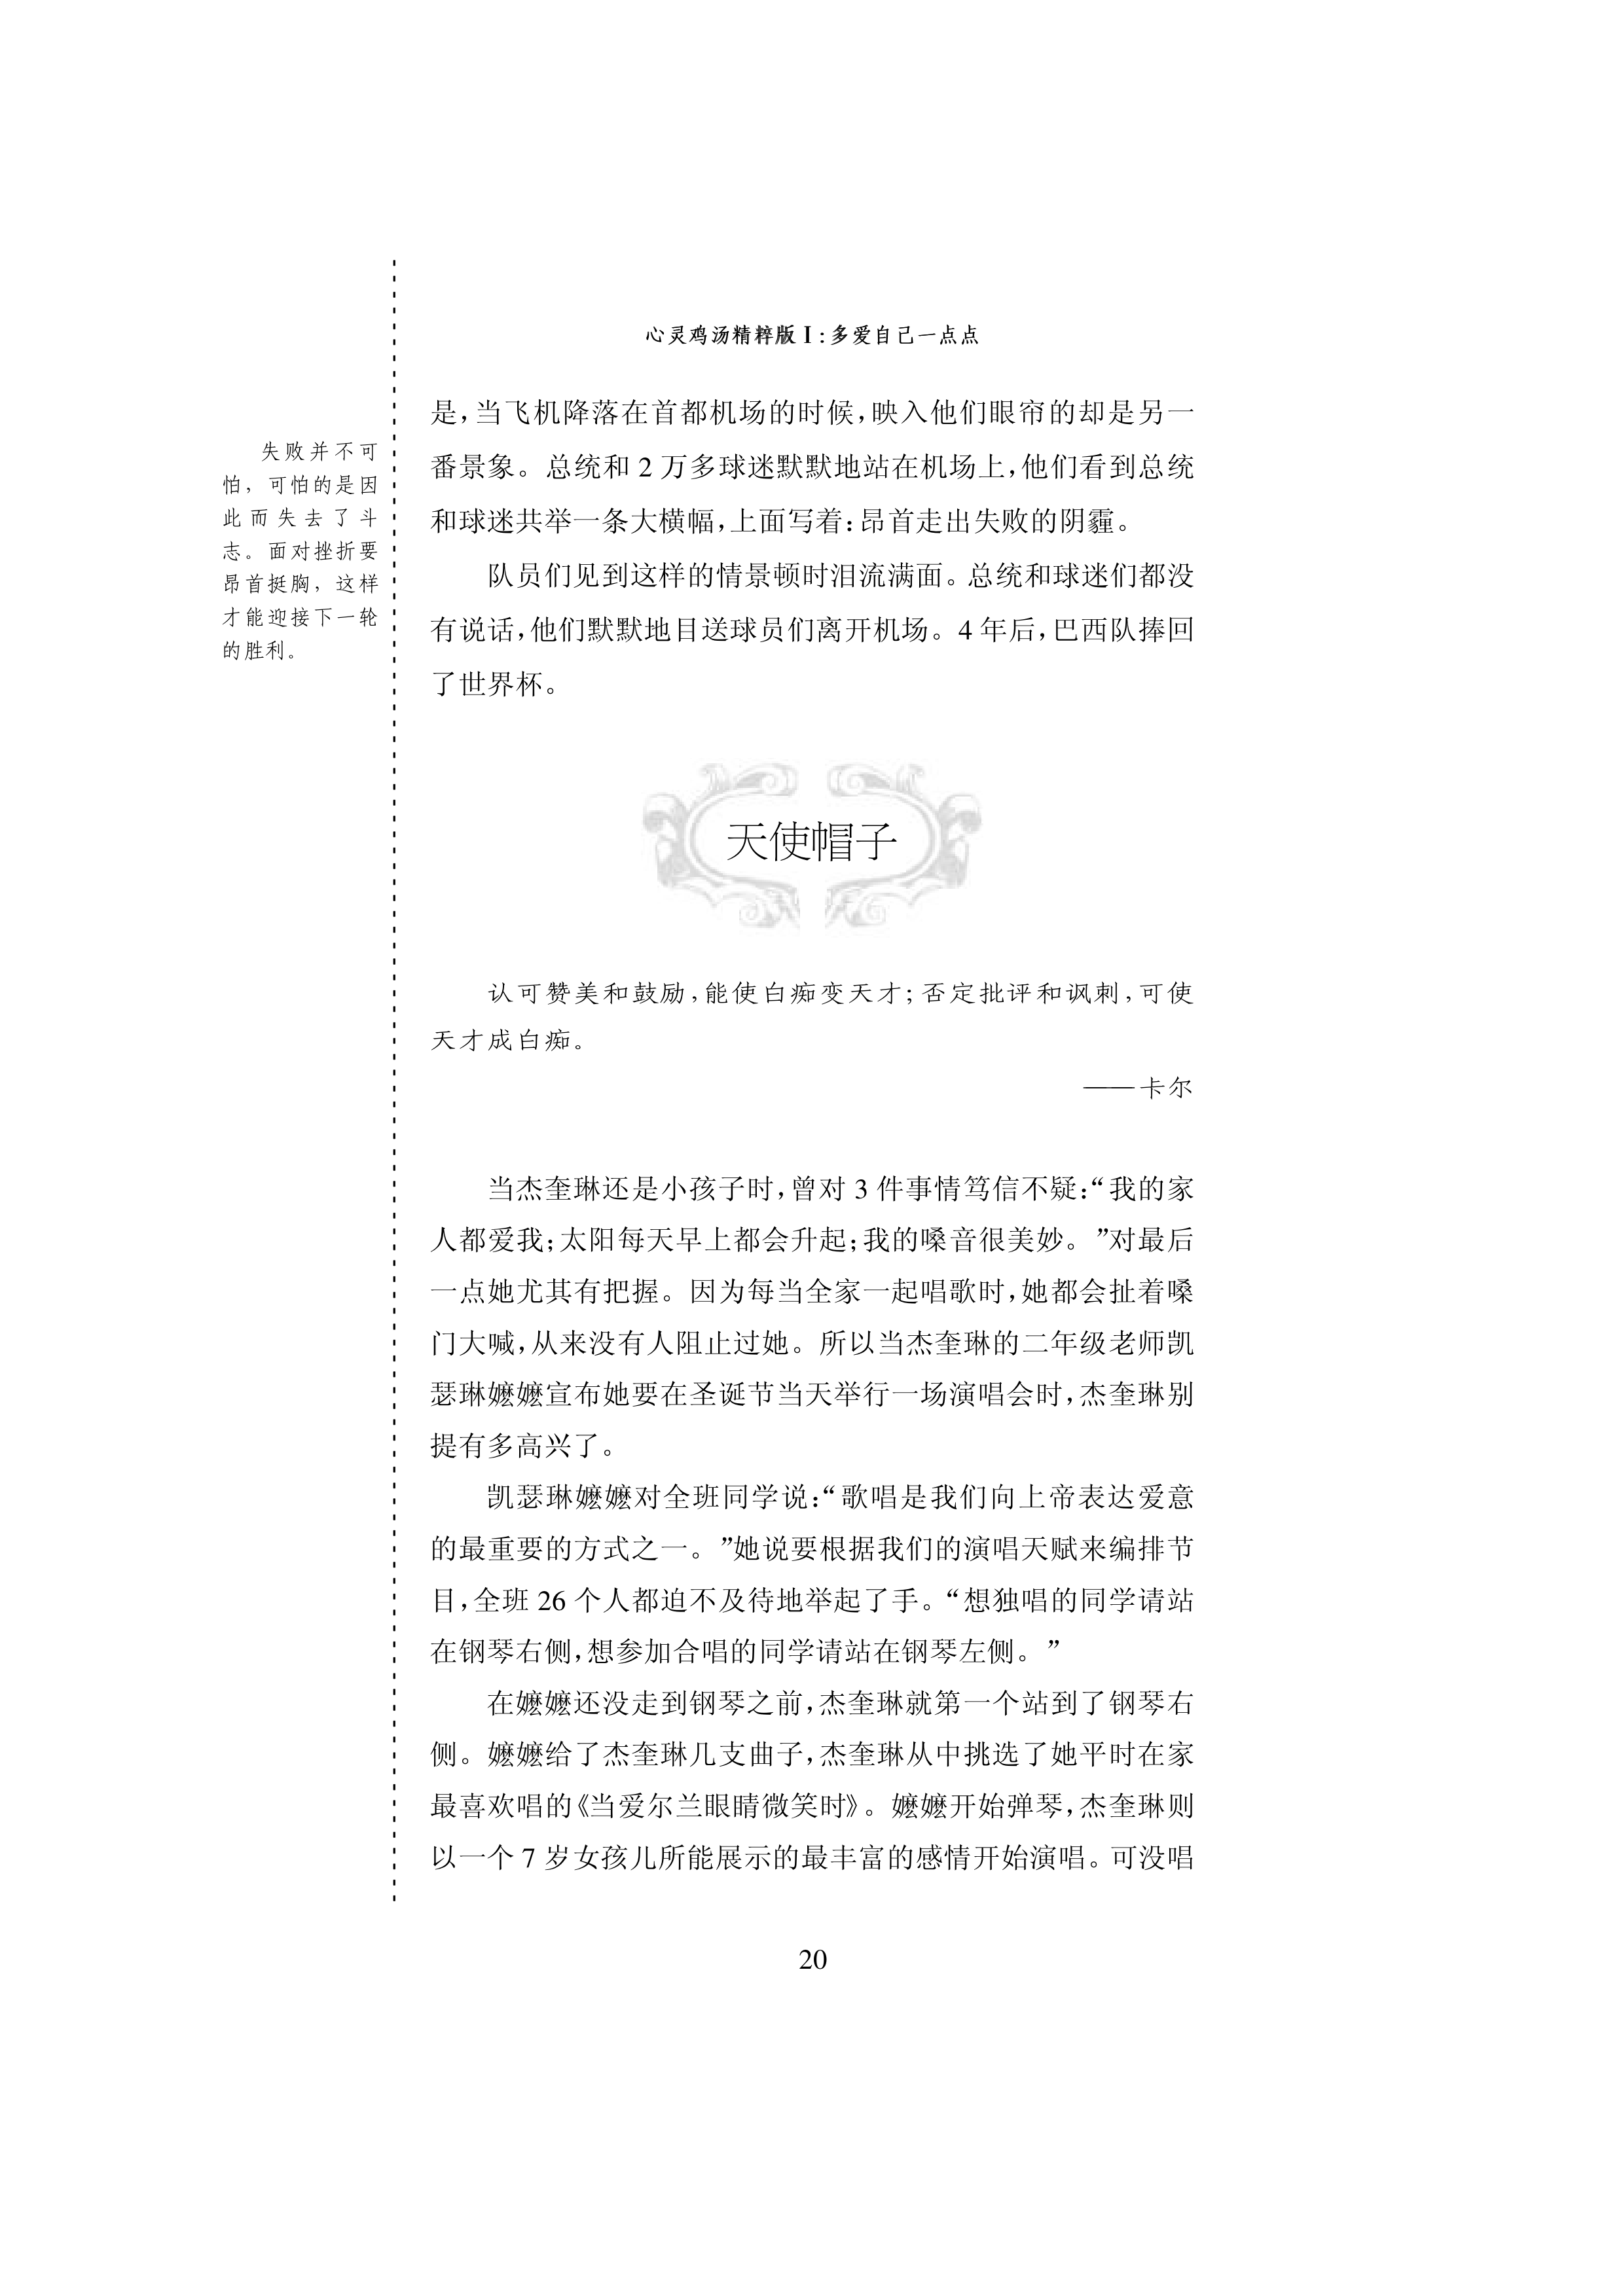 心灵鸡汤精粹版Ⅰ:多爱自己一点点
失败并不可
怕，可怕的是因
此而失去了斗
志。面对挫折要
昂首挺胸，这样
才能迎接下一轮
的胜利。
是,当飞机降落在首都机场的时候,映入他们眼帘的却是另一
番景象。总统和 2 万多球迷默默地站在机场上,他们看到总统
和球迷共举一条大横幅,上面写着:昂首走出失败的阴霾。
队员们见到这样的情景顿时泪流满面。总统和球迷们都没
有说话,他们默默地目送球员们离开机场。4 年后,巴西队捧回
了世界杯。
天使帽子
认可赞美和鼓励,能使白痴变天才;否定批评和讽刺,可使
天才成白痴。
——卡尔
当杰奎琳还是小孩子时,曾对 3 件事情笃信不疑:“我的家
人都爱我;太阳每天早上都会升起;我的嗓音很美妙。”对最后
一点她尤其有把握。因为每当全家一起唱歌时,她都会扯着嗓
门大喊,从来没有人阻止过她。所以当杰奎琳的二年级老师凯
瑟琳嬷嬷宣布她要在圣诞节当天举行一场演唱会时,杰奎琳别
提有多高兴了。
凯瑟琳嬷嬷对全班同学说:“歌唱是我们向上帝表达爱意
的最重要的方式之一。”她说要根据我们的演唱天赋来编排节
目,全班 26 个人都迫不及待地举起了手。“想独唱的同学请站
在钢琴右侧,想参加合唱的同学请站在钢琴左侧。”
在嬷嬷还没走到钢琴之前,杰奎琳就第一个站到了钢琴右
侧。嬷嬷给了杰奎琳几支曲子,杰奎琳从中挑选了她平时在家
最喜欢唱的《当爱尔兰眼睛微笑时》。嬷嬷开始弹琴,杰奎琳则
以一个 7 岁女孩儿所能展示的最丰富的感情开始演唱。可没唱
20